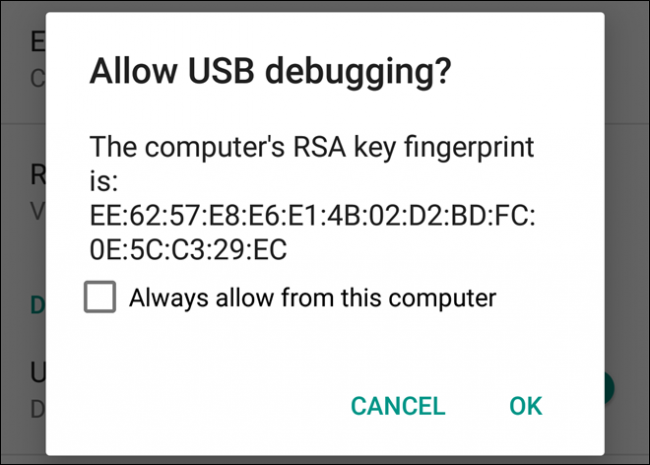 Allow USB debugging?
The computer's RSA key fingerprint
is:
EE:62:57:E8:E6:E1:4B:02:D2:BD:FC:
0E:5C:C3:29:EC
Always allow from this computer
CANCEL OK